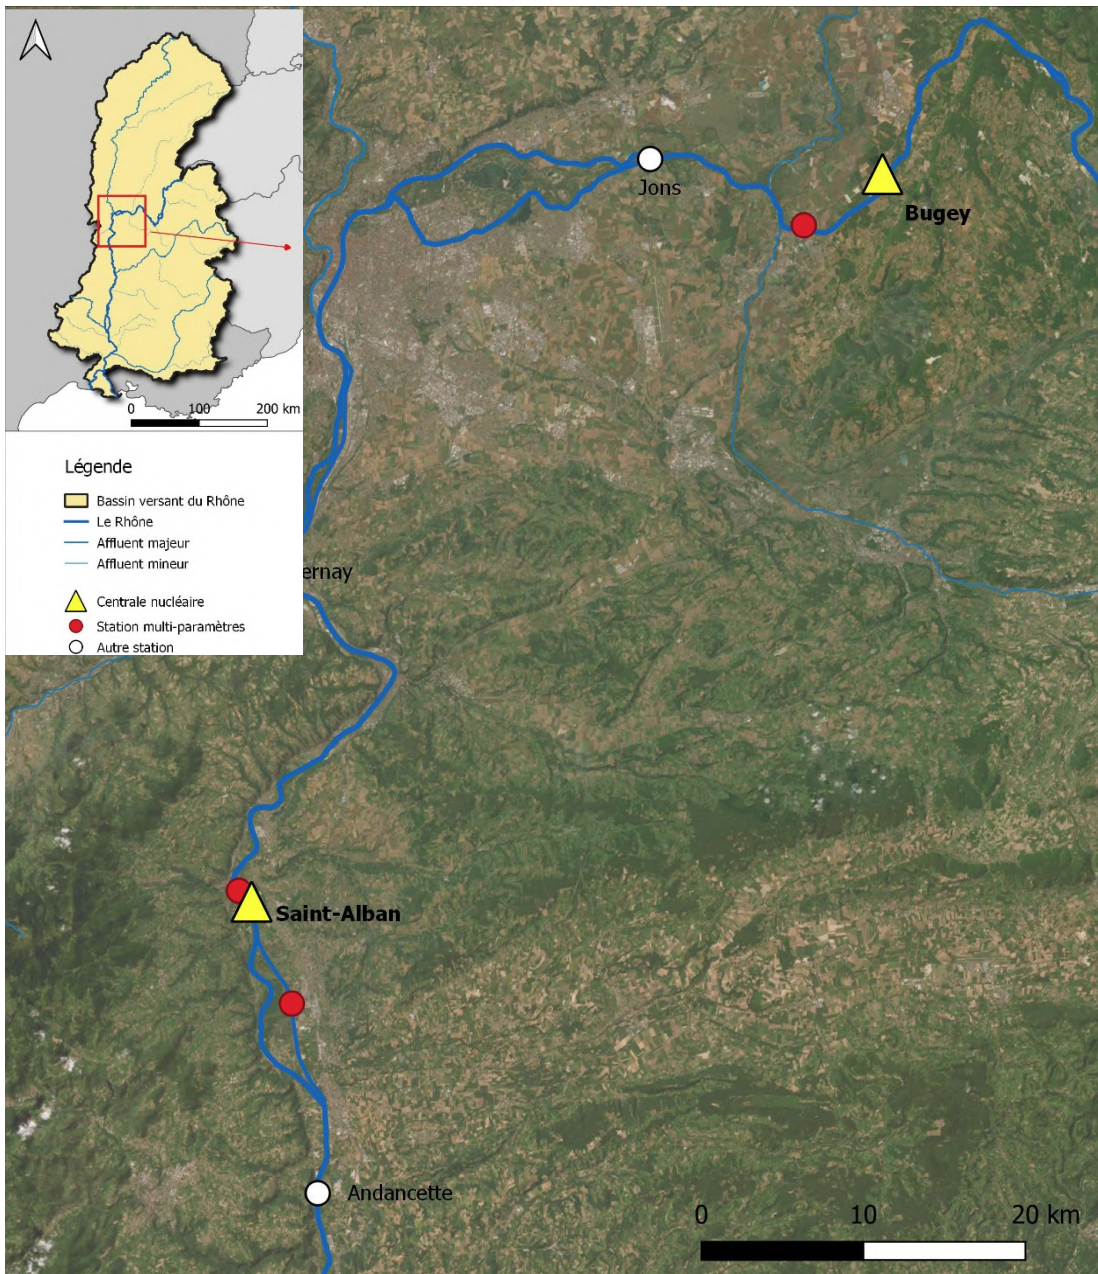 0 100 200 km
Légende
Bassin versant du Rhône
Le Rhône
Affluent majeur
Affluent mineur
Centrale nucléaire
Station multi-paramètres
Autre station
Jons
Bugey
ernay
Saint-Alban
Andancette
0 10 20 km